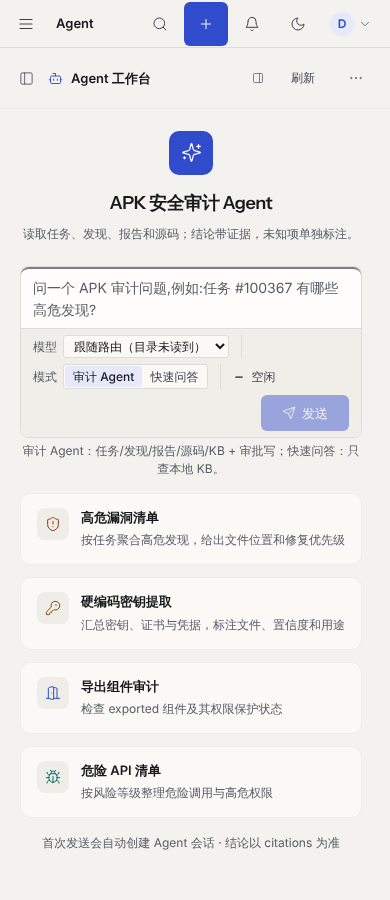 Agent
D
Agent 工作台
刷新
APK 安全审计 Agent
读取任务、发现、报告和源码；结论带证据，未知项单独标注。
问一个 APK 审计问题,例如:任务 #100367 有哪些
高危发现?
模型 跟随路由（目录未读到）
模式 审计 Agent 快速问答 空闲
发送
审计 Agent：任务/发现/报告/源码/KB + 审批写；快速问答：只
查本地 KB。
高危漏洞清单
按任务聚合高危发现，给出文件位置和修复优先级
硬编码密钥提取
汇总密钥、证书与凭据，标注文件、置信度和用途
导出组件审计
检查 exported 组件及其权限保护状态
危险 API 清单
按风险等级整理危险调用与高危权限
首次发送会自动创建 Agent 会话 · 结论以 citations 为准